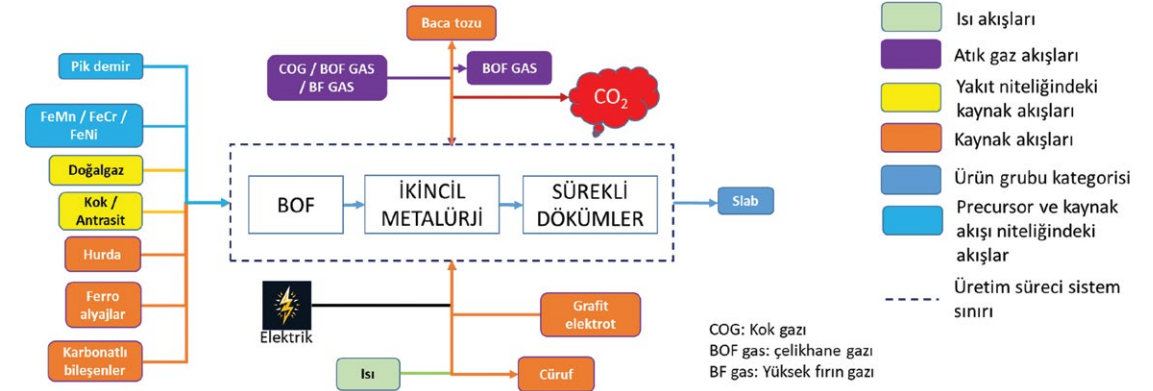 Baca tozu
COG / BOF GAS
/ BF GAS
BOF GAS
CO₂
Pik demir
FeMn / FeCr /
FeNi
Doğalgaz
Kok /
Antrasit
Hurda
Ferro
alyajlar
Karbonatlı
bileşenler
BOF
İKİNCİL
METALÜRJİ
SÜREKLİ
DÖKÜMLER
Slab
Elektrik
Grafit
elektrot
Isı
Cüruf
Isı akışları
Atık gaz akışları
Yakıt niteliğindeki
kaynak akışları
Kaynak akışları
Ürün grubu kategorisi
Precursor ve kaynak
akışı niteliğindeki
akışlar
Üretim süreci sistem
sınırı
COG: Kok gazı
BOF gas: çelikhane gazı
BF gas: Yüksek fırın gazı